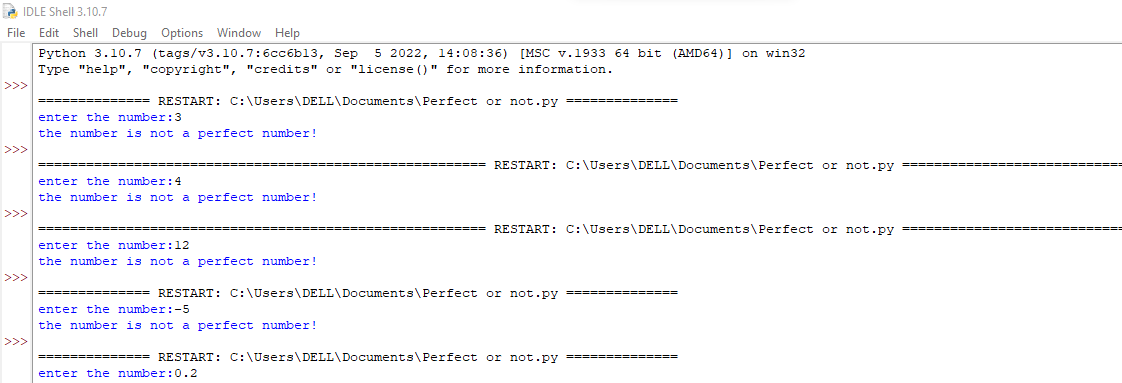 IDLE Shell 3.10.7
File Edit Shell Debug Options Window Help
Python 3.10.7 (tags/v3.10.7:6cc6b13, Sep  5 2022, 14:08:36) [MSC v.1933 64 bit (AMD64)] on win32
Type "help", "copyright", "credits" or "license()" for more information.
>>>
============== RESTART: C:\Users\DELL\Documents\Perfect or not.py ==============
enter the number:3
the number is not a perfect number!
>>>
======================================================== RESTART: C:\Users\DELL\Documents\Perfect or not.py ============================
enter the number:4
the number is not a perfect number!
>>>
======================================================== RESTART: C:\Users\DELL\Documents\Perfect or not.py ============================
enter the number:12
the number is not a perfect number!
>>>
============== RESTART: C:\Users\DELL\Documents\Perfect or not.py ==============
enter the number:-5
the number is not a perfect number!
>>>
============== RESTART: C:\Users\DELL\Documents\Perfect or not.py ==============
enter the number:0.2